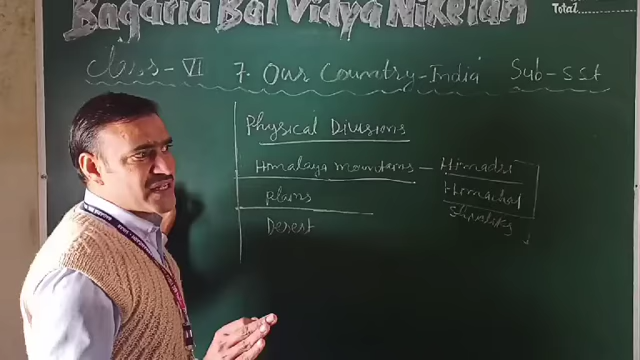 Bagaria Bal Vidya Niketan
Total
Class - VI 7. Our Country - India Sub - SSt
Physical Divisions
Himalaya mountains - Himadri
Himachal
Shivaliks
Plains
Desert